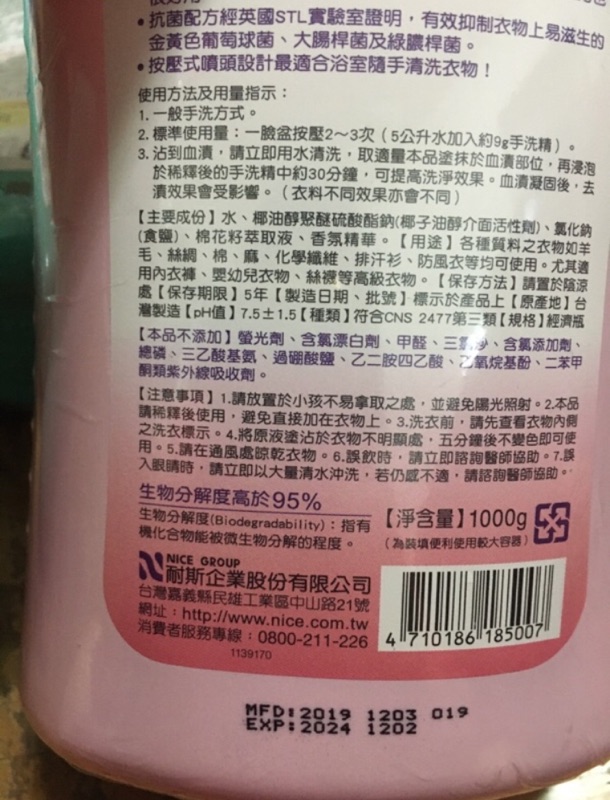 •抗菌配方經英國STL實驗室證明，有效抑制衣物上易滋生的
金黃色葡萄球菌、大腸桿菌及綠膿桿菌。
•按壓式噴頭設計最適合浴室隨手清洗衣物！
使用方法及用量指示：
1.一般手洗方式。
2.標準使用量：一臉盆按壓2～3次（5公升水加入約9g手洗精）。
3.沾到血漬，請立即用水清洗，取適量本品塗抹於血漬部位，再浸泡
於稀釋後的手洗精中約30分鐘，可提高洗淨效果。血漬凝固後，去
漬效果會受影響。（衣料不同效果亦會不同）
【主要成份】水、椰油醇聚醚硫酸酯鈉(椰子油醇介面活性劑)、氯化鈉
(食鹽)、棉花籽萃取液、香氛精華。【用途】各種質料之衣物如羊
毛、絲綢、棉、麻、化學纖維、排汗衫、防風衣等均可使用。尤其適
用內衣褲、嬰幼兒衣物、絲襪等高級衣物。【保存方法】請置於陰涼
處【保存期限】5年【製造日期、批號】標示於產品上【原產地】台
灣製造【pH值】7.5±1.5【種類】符合CNS 2477第三類【規格】經濟瓶
【本品不添加】螢光劑、含氯漂白劑、甲醛、三氯沙、含氯添加劑、
總磷、三乙酸基氨、過硼酸鹽、乙二胺四乙酸、乙氧烷基酚、二苯甲
酮類紫外線吸收劑。
【注意事項】1.請放置於小孩不易拿取之處，並避免陽光照射。2.本品
請稀釋後使用，避免直接加在衣物上。3.洗衣前，請先查看衣物內側
之洗衣標示。4.將原液塗沾於衣物不明顯處，五分鐘後不變色即可使
用。5.請在通風處晾乾衣物。6.誤飲時，請立即諮詢醫師協助。7.誤
入眼睛時，請立即以大量清水沖洗，若仍感不適，請諮詢醫師協助。
生物分解度高於95%
生物分解度(Biodegradability)：指有
機化合物能被微生物分解的程度。
【淨含量】1000g
（為裝填便利使用較大容器）
NICE GROUP
耐斯企業股份有限公司
台灣嘉義縣民雄工業區中山路21號
網址：http://www.nice.com.tw
消費者服務專線：0800-211-226
1139170
4 710186 185007
MFD:2019 1203 019
EXP:2024 1202